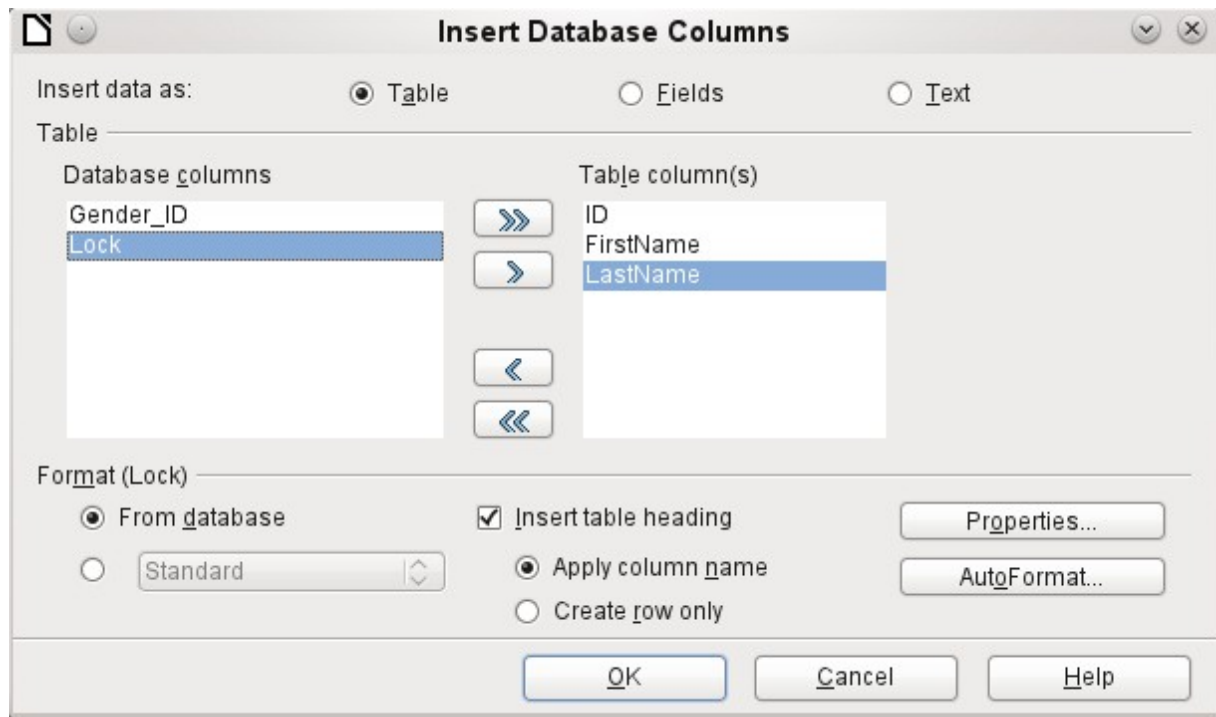 Insert Database Columns
Insert data as: Table Fields Text
Table
Database columns Table column(s)
Gender_ID ID
Lock FirstName
LastName
Format (Lock)
From database Insert table heading Properties...
Standard Apply column name AutoFormat...
Create row only
OK Cancel Help